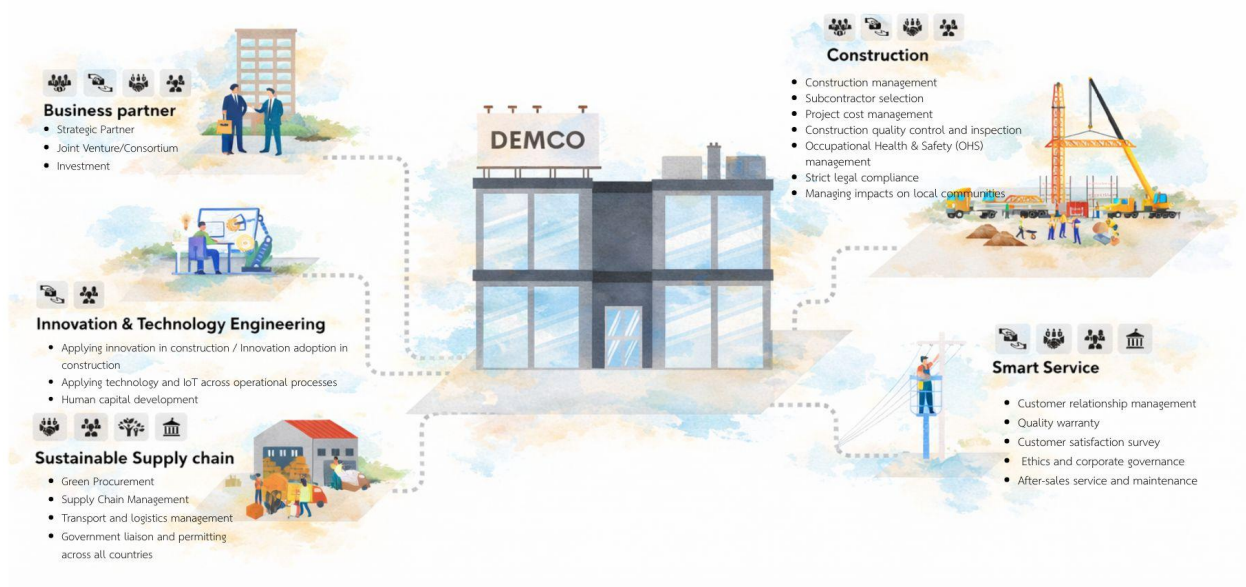 Business partner
Strategic Partner
Joint Venture/Consortium
Investment
Innovation & Technology Engineering
Applying innovation in construction / Innovation adoption in
construction
Applying technology and IoT across operational processes
Human capital development
Sustainable Supply chain
Green Procurement
Supply Chain Management
Transport and logistics management
Government liaison and permitting
across all countries
DEMCO
Construction
Construction management
Subcontractor selection
Project cost management
Construction quality control and inspection
Occupational Health & Safety (OHS)
management
Strict legal compliance
Managing impacts on local communities
Smart Service
Customer relationship management
Quality warranty
Customer satisfaction survey
Ethics and corporate governance
After-sales service and maintenance